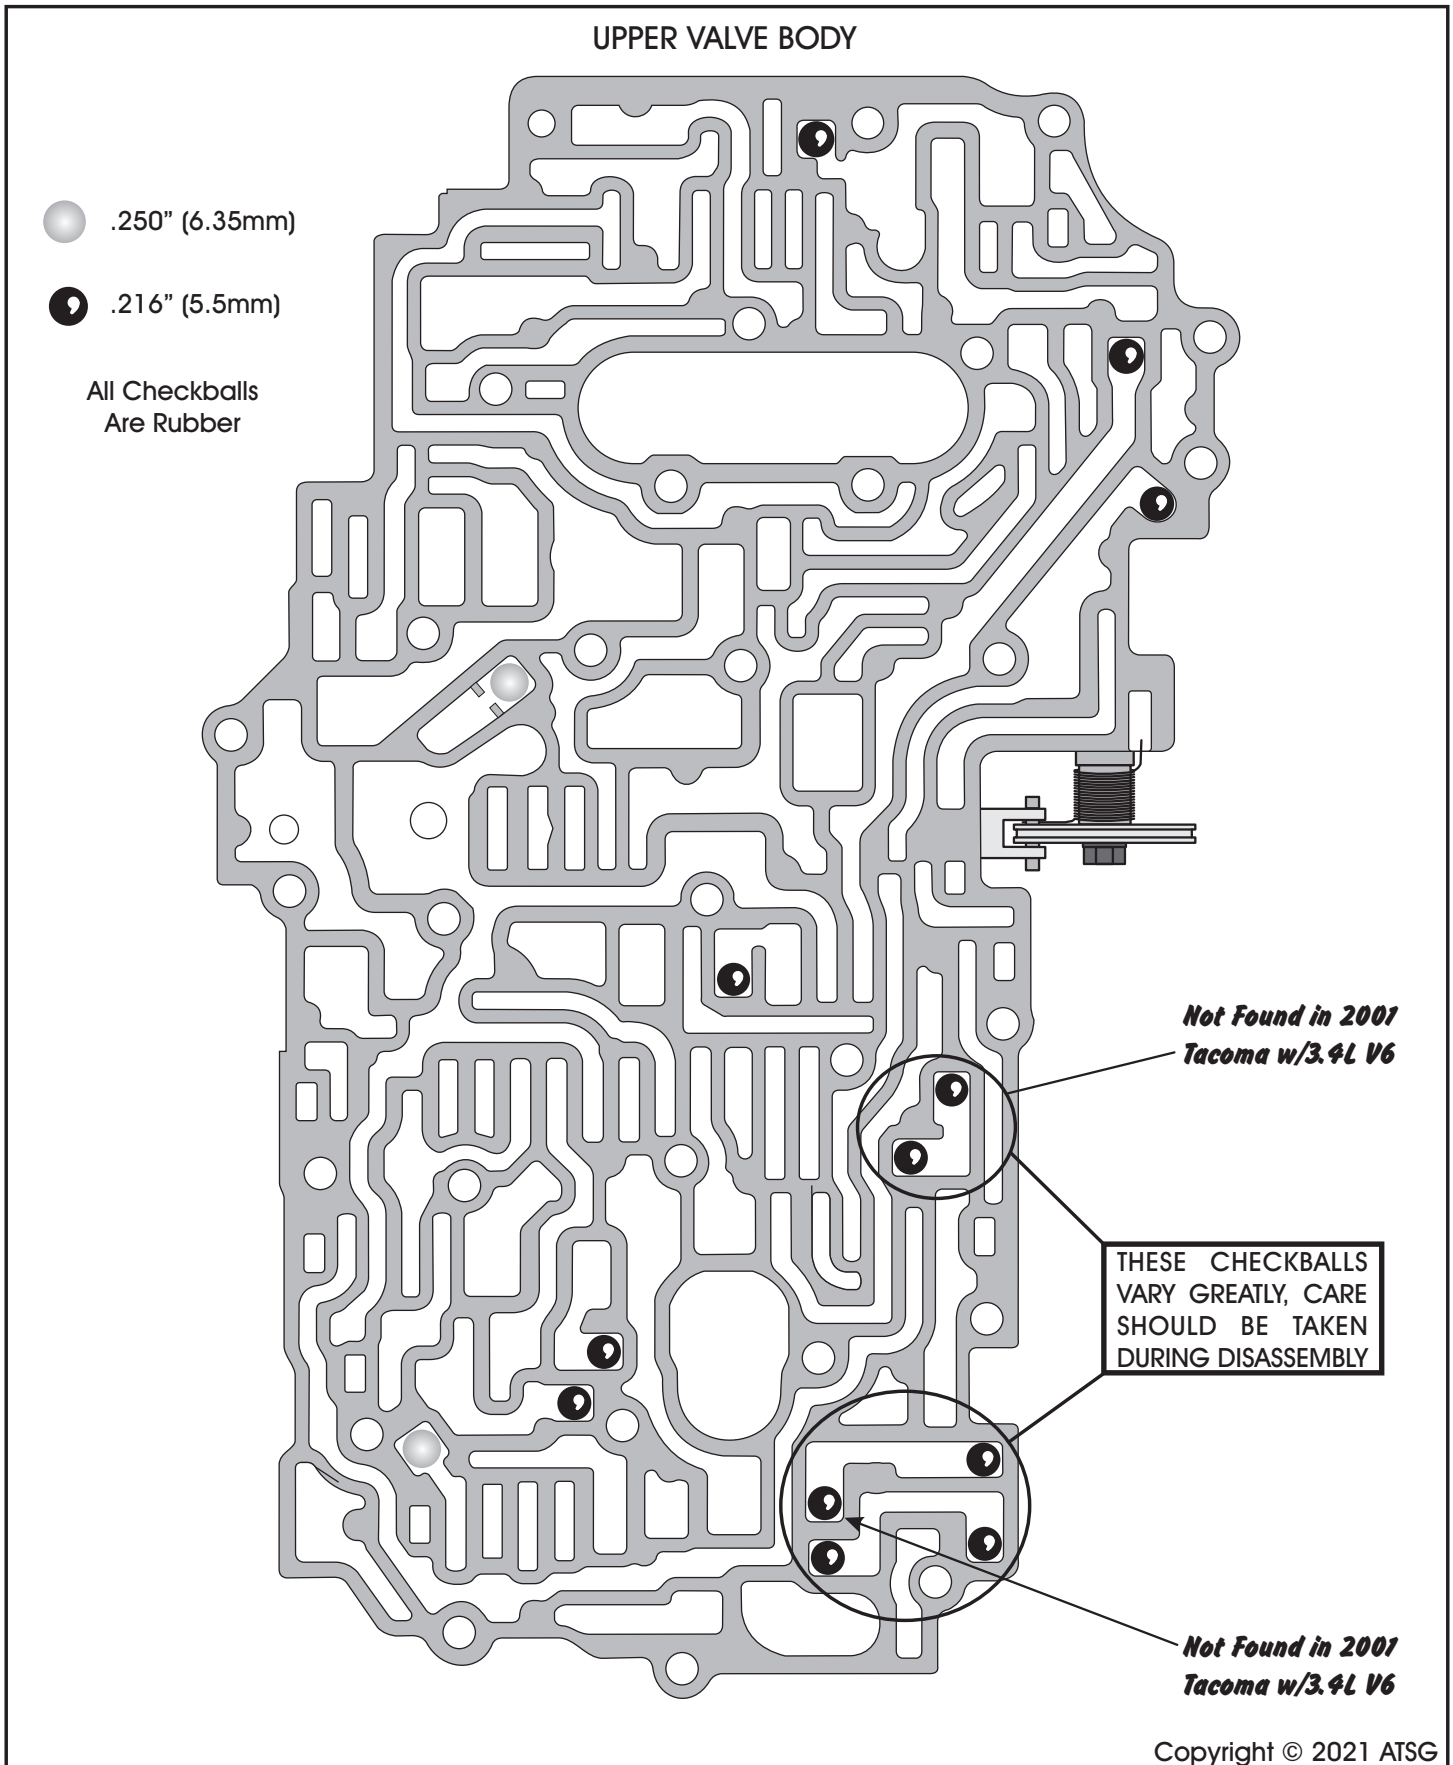 UPPER VALVE BODY
.250” (6.35mm)
.216” (5.5mm)
All Checkballs
Are Rubber
Not Found in 2001
Tacoma w/3.4L V6
THESE CHECKBALLS
VARY GREATLY, CARE
SHOULD BE TAKEN
DURING DISASSEMBLY
Not Found in 2001
Tacoma w/3.4L V6
Copyright © 2021 ATSG